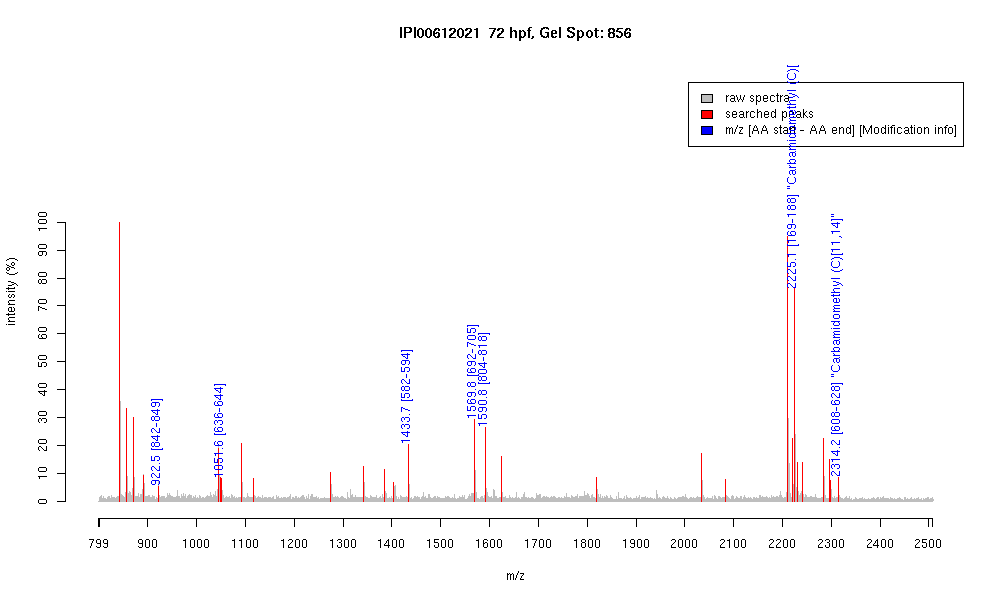 IPI00612021 72 hpf, Gel Spot: 856
raw spectra
searched peaks
m/z [AA start - AA end] [Modification info]
intensity (%)
0 10 20 30 40 50 60 70 80 90 100
922.5 [842-849]
1051.6 [636-644]
1433.7 [582-594]
1569.8 [692-705]
1590.8 [804-818]
2225.1 [169-188] "Carbamidomethyl (C)[
2314.2 [608-628] "Carbamidomethyl (C)[11,14]"
799 900 1000 1100 1200 1300 1400 1500 1600 1700 1800 1900 2000 2100 2200 2300 2400 2500
m/z